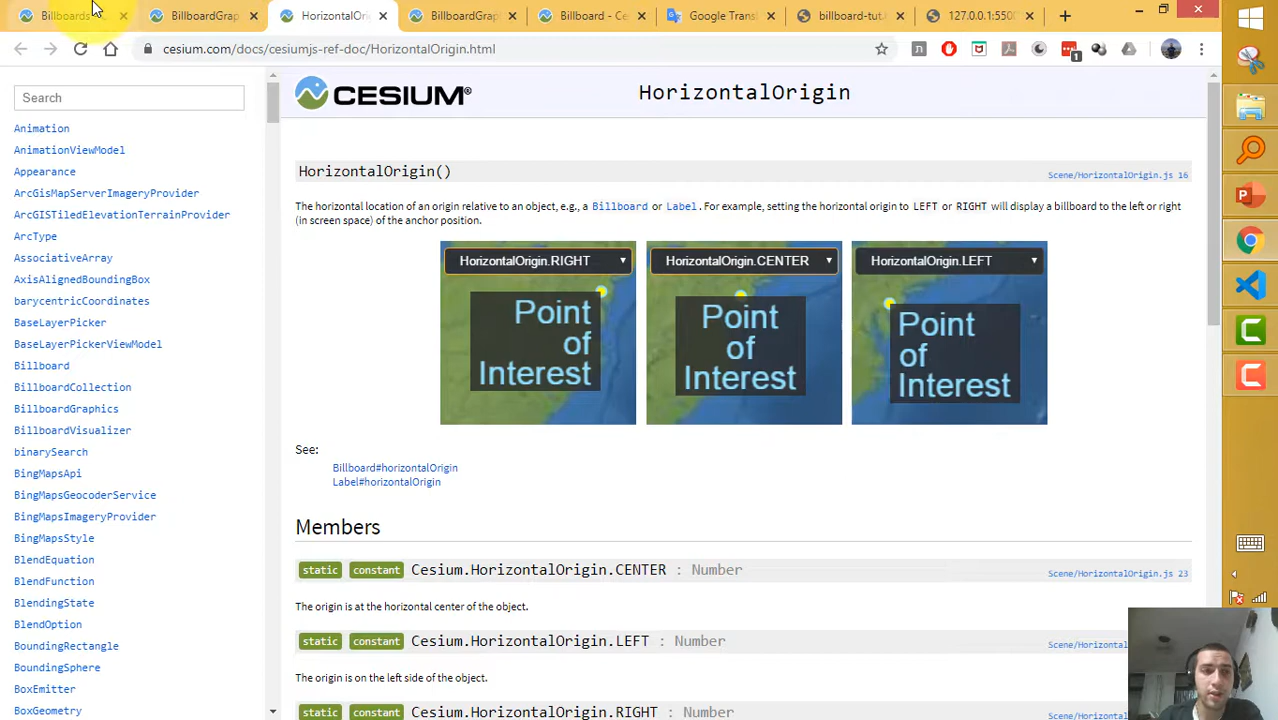 Billboards
BillboardGrap
HorizontalOri
BillboardGrap
Billboard - Ce
Google Transl
billboard-tut.
127.0.0.1:5500
cesium.com/docs/cesiumjs-ref-doc/HorizontalOrigin.html
1
Search
Animation
AnimationViewModel
Appearance
ArcGisMapServerImageryProvider
ArcGISTiledElevationTerrainProvider
ArcType
AssociativeArray
AxisAlignedBoundingBox
barycentricCoordinates
BaseLayerPicker
BaseLayerPickerViewModel
Billboard
BillboardCollection
BillboardGraphics
BillboardVisualizer
binarySearch
BingMapsApi
BingMapsGeocoderService
BingMapsImageryProvider
BingMapsStyle
BlendEquation
BlendFunction
BlendingState
BlendOption
BoundingRectangle
BoundingSphere
BoxEmitter
BoxGeometry
CESIUM®
HorizontalOrigin
HorizontalOrigin()
Scene/HorizontalOrigin.js 16
The horizontal location of an origin relative to an object, e.g., a Billboard or Label. For example, setting the horizontal origin to LEFT or RIGHT will display a billboard to the left or right
(in screen space) of the anchor position.
HorizontalOrigin.RIGHT
Point
of
Interest
HorizontalOrigin.CENTER
Point
of
Interest
HorizontalOrigin.LEFT
Point
of
Interest
See:
Billboard#horizontalOrigin
Label#horizontalOrigin
Members
static constant Cesium.HorizontalOrigin.CENTER : Number
Scene/HorizontalOrigin.js 23
The origin is at the horizontal center of the object.
static constant Cesium.HorizontalOrigin.LEFT : Number
Scene/Horizonta
The origin is on the left side of the object.
static constant Cesium.HorizontalOrigin.RIGHT : Number
Scene/Horizonta